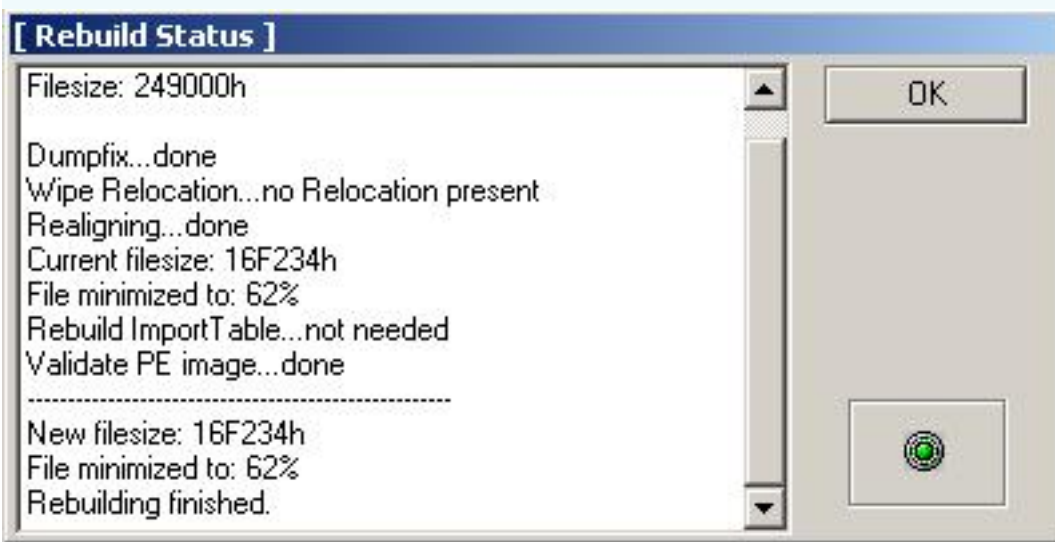 [ Rebuild Status ]
Filesize: 249000h
Dumpfix...done
Wipe Relocation...no Relocation present
Realigning...done
Current filesize: 16F234h
File minimized to: 62%
Rebuild ImportTable...not needed
Validate PE image...done
----------------------------------------------------
New filesize: 16F234h
File minimized to: 62%
Rebuilding finished.
OK